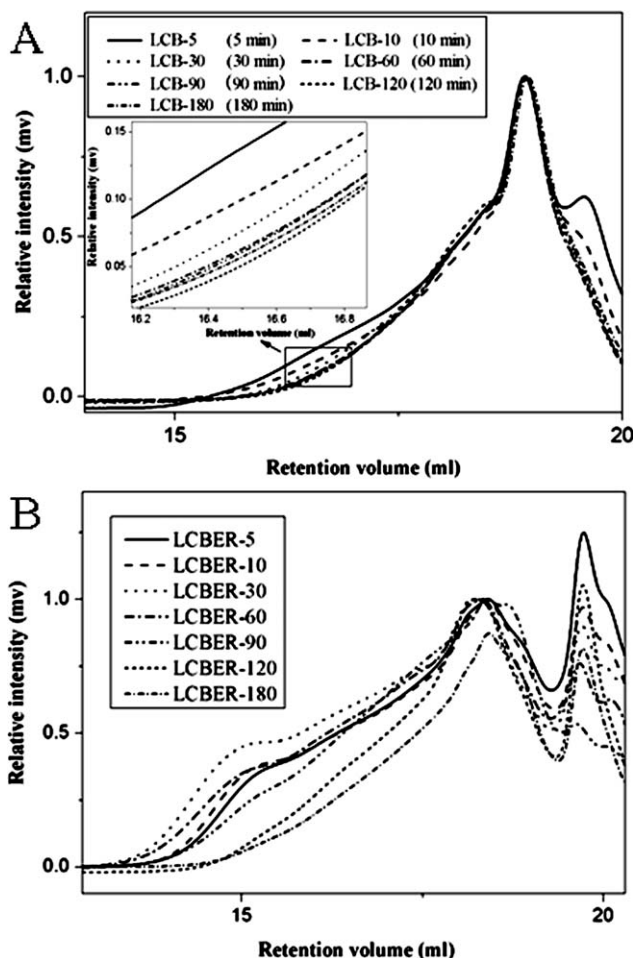 A
LCB-5 (5 min) LCB-10 (10 min)
LCB-30 (30 min) LCB-60 (60 min)
LCB-90 (90 min) LCB-120 (120 min)
LCB-180 (180 min)
Relative intensity (mv)
1.0
0.5
0.0
Relative intensity (mv)
0.15
0.10
0.05
16.2 16.4 16.6 16.8
Retention volume (ml)
15 20
Retention volume (ml)
B
LCBER-5
LCBER-10
LCBER-30
LCBER-60
LCBER-90
LCBER-120
LCBER-180
Relative intensity (mv)
1.0
0.5
0.0
15 20
Retention volume (ml)